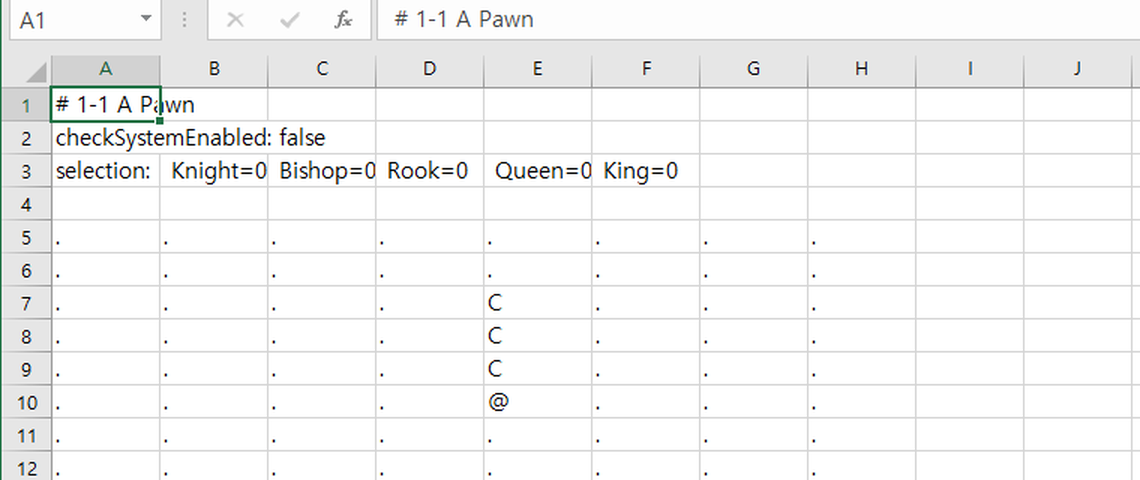 A1 fx # 1-1 A Pawn
A B C D E F G H I J
1 # 1-1 A Pawn
2 checkSystemEnabled: false
3 selection: Knight=0 Bishop=0 Rook=0 Queen=0 King=0
4
5 . . . . . . . .
6 . . . . . . . .
7 . . . . C . . .
8 . . . . C . . .
9 . . . . C . . .
10 . . . . @ . . .
11 . . . . . . . .
12 . . . . . . . .